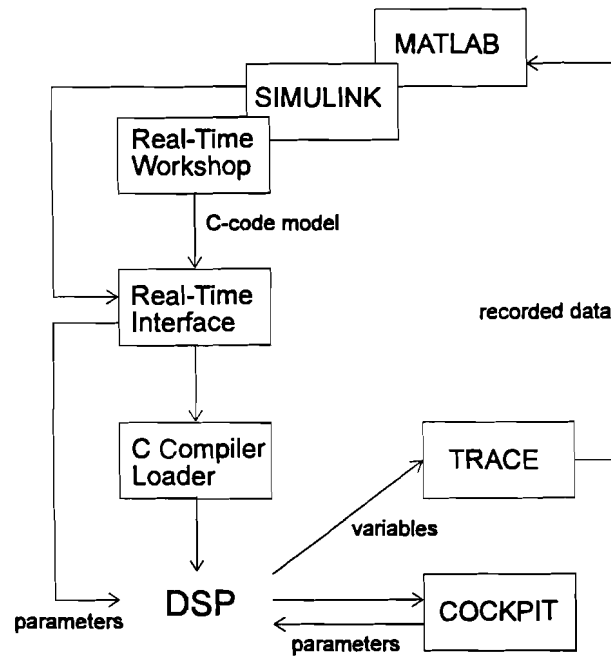 MATLAB
SIMULINK
Real-Time
Workshop
C-code model
Real-Time
Interface
recorded data
C Compiler
Loader
TRACE
variables
DSP
parameters
COCKPIT
parameters